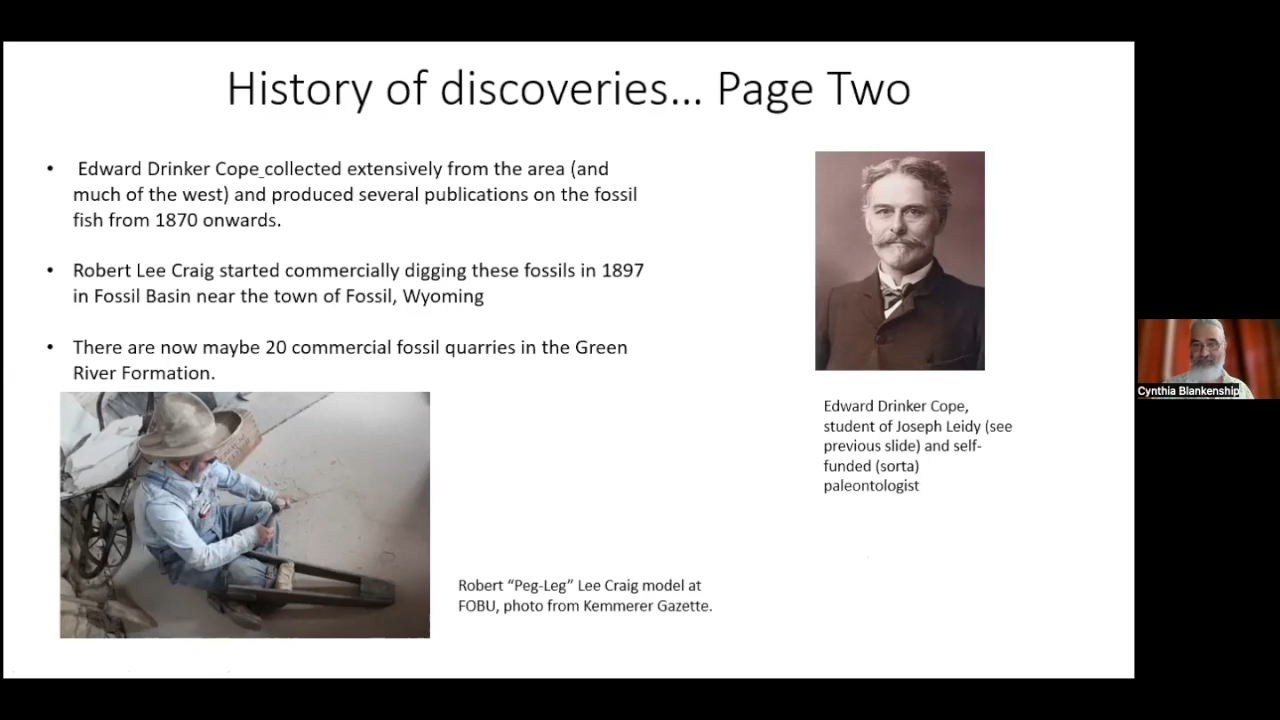 History of discoveries... Page Two
• Edward Drinker Cope collected extensively from the area (and
much of the west) and produced several publications on the fossil
fish from 1870 onwards.
• Robert Lee Craig started commercially digging these fossils in 1897
in Fossil Basin near the town of Fossil, Wyoming
• There are now maybe 20 commercial fossil quarries in the Green
River Formation.
Edward Drinker Cope,
student of Joseph Leidy (see
previous slide) and self-
funded (sorta)
paleontologist
Robert “Peg-Leg” Lee Craig model at
FOBU, photo from Kemmerer Gazette.
Cynthia Blankenship